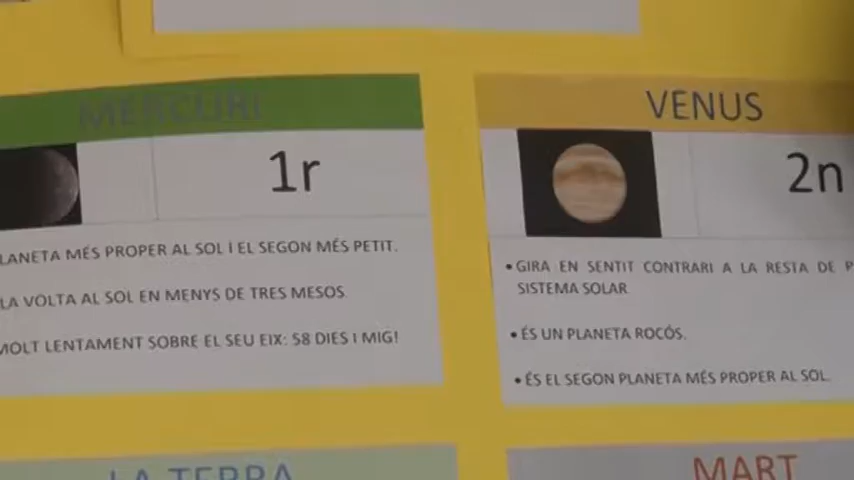 MERCURI
1r
PLANETA MÉS PROPER AL SOL I EL SEGON MÉS PETIT.
LA VOLTA AL SOL EN MENYS DE TRES MESOS
MOLT LENTAMENT SOBRE EL SEU EIX: 58 DIES I MIG!
VENUS
2n
• GIRA EN SENTIT CONTRARI A LA RESTA DE
SISTEMA SOLAR
• ÉS UN PLANETA ROCÓS.
• ÉS EL SEGON PLANETA MÉS PROPER AL SOL.
LA TERRA
MART